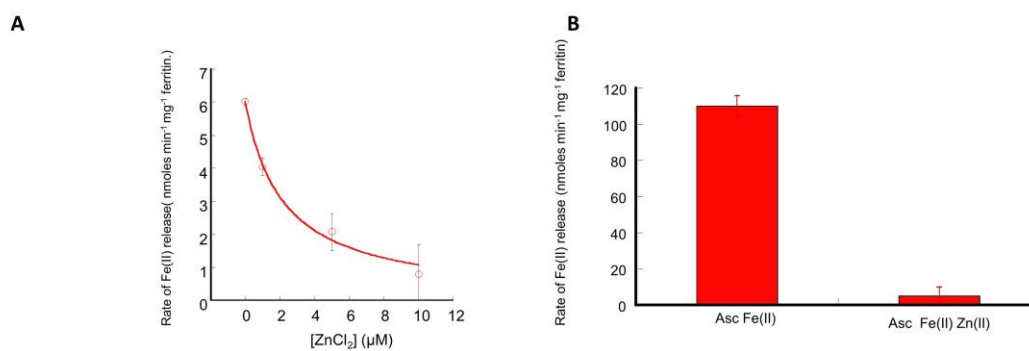 A
Rate of Fe(II) release( nmoles min⁻¹ mg⁻¹ ferritin.)
7
6
5
4
3
2
1
0
0 2 4 6 8 10 12
[ZnCl₂] (μM)
B
Rate of Fe(II) release (nmoles min⁻¹ mg⁻¹ ferritin)
120
100
80
60
40
20
0
Asc Fe(II) Asc Fe(II) Zn(II)